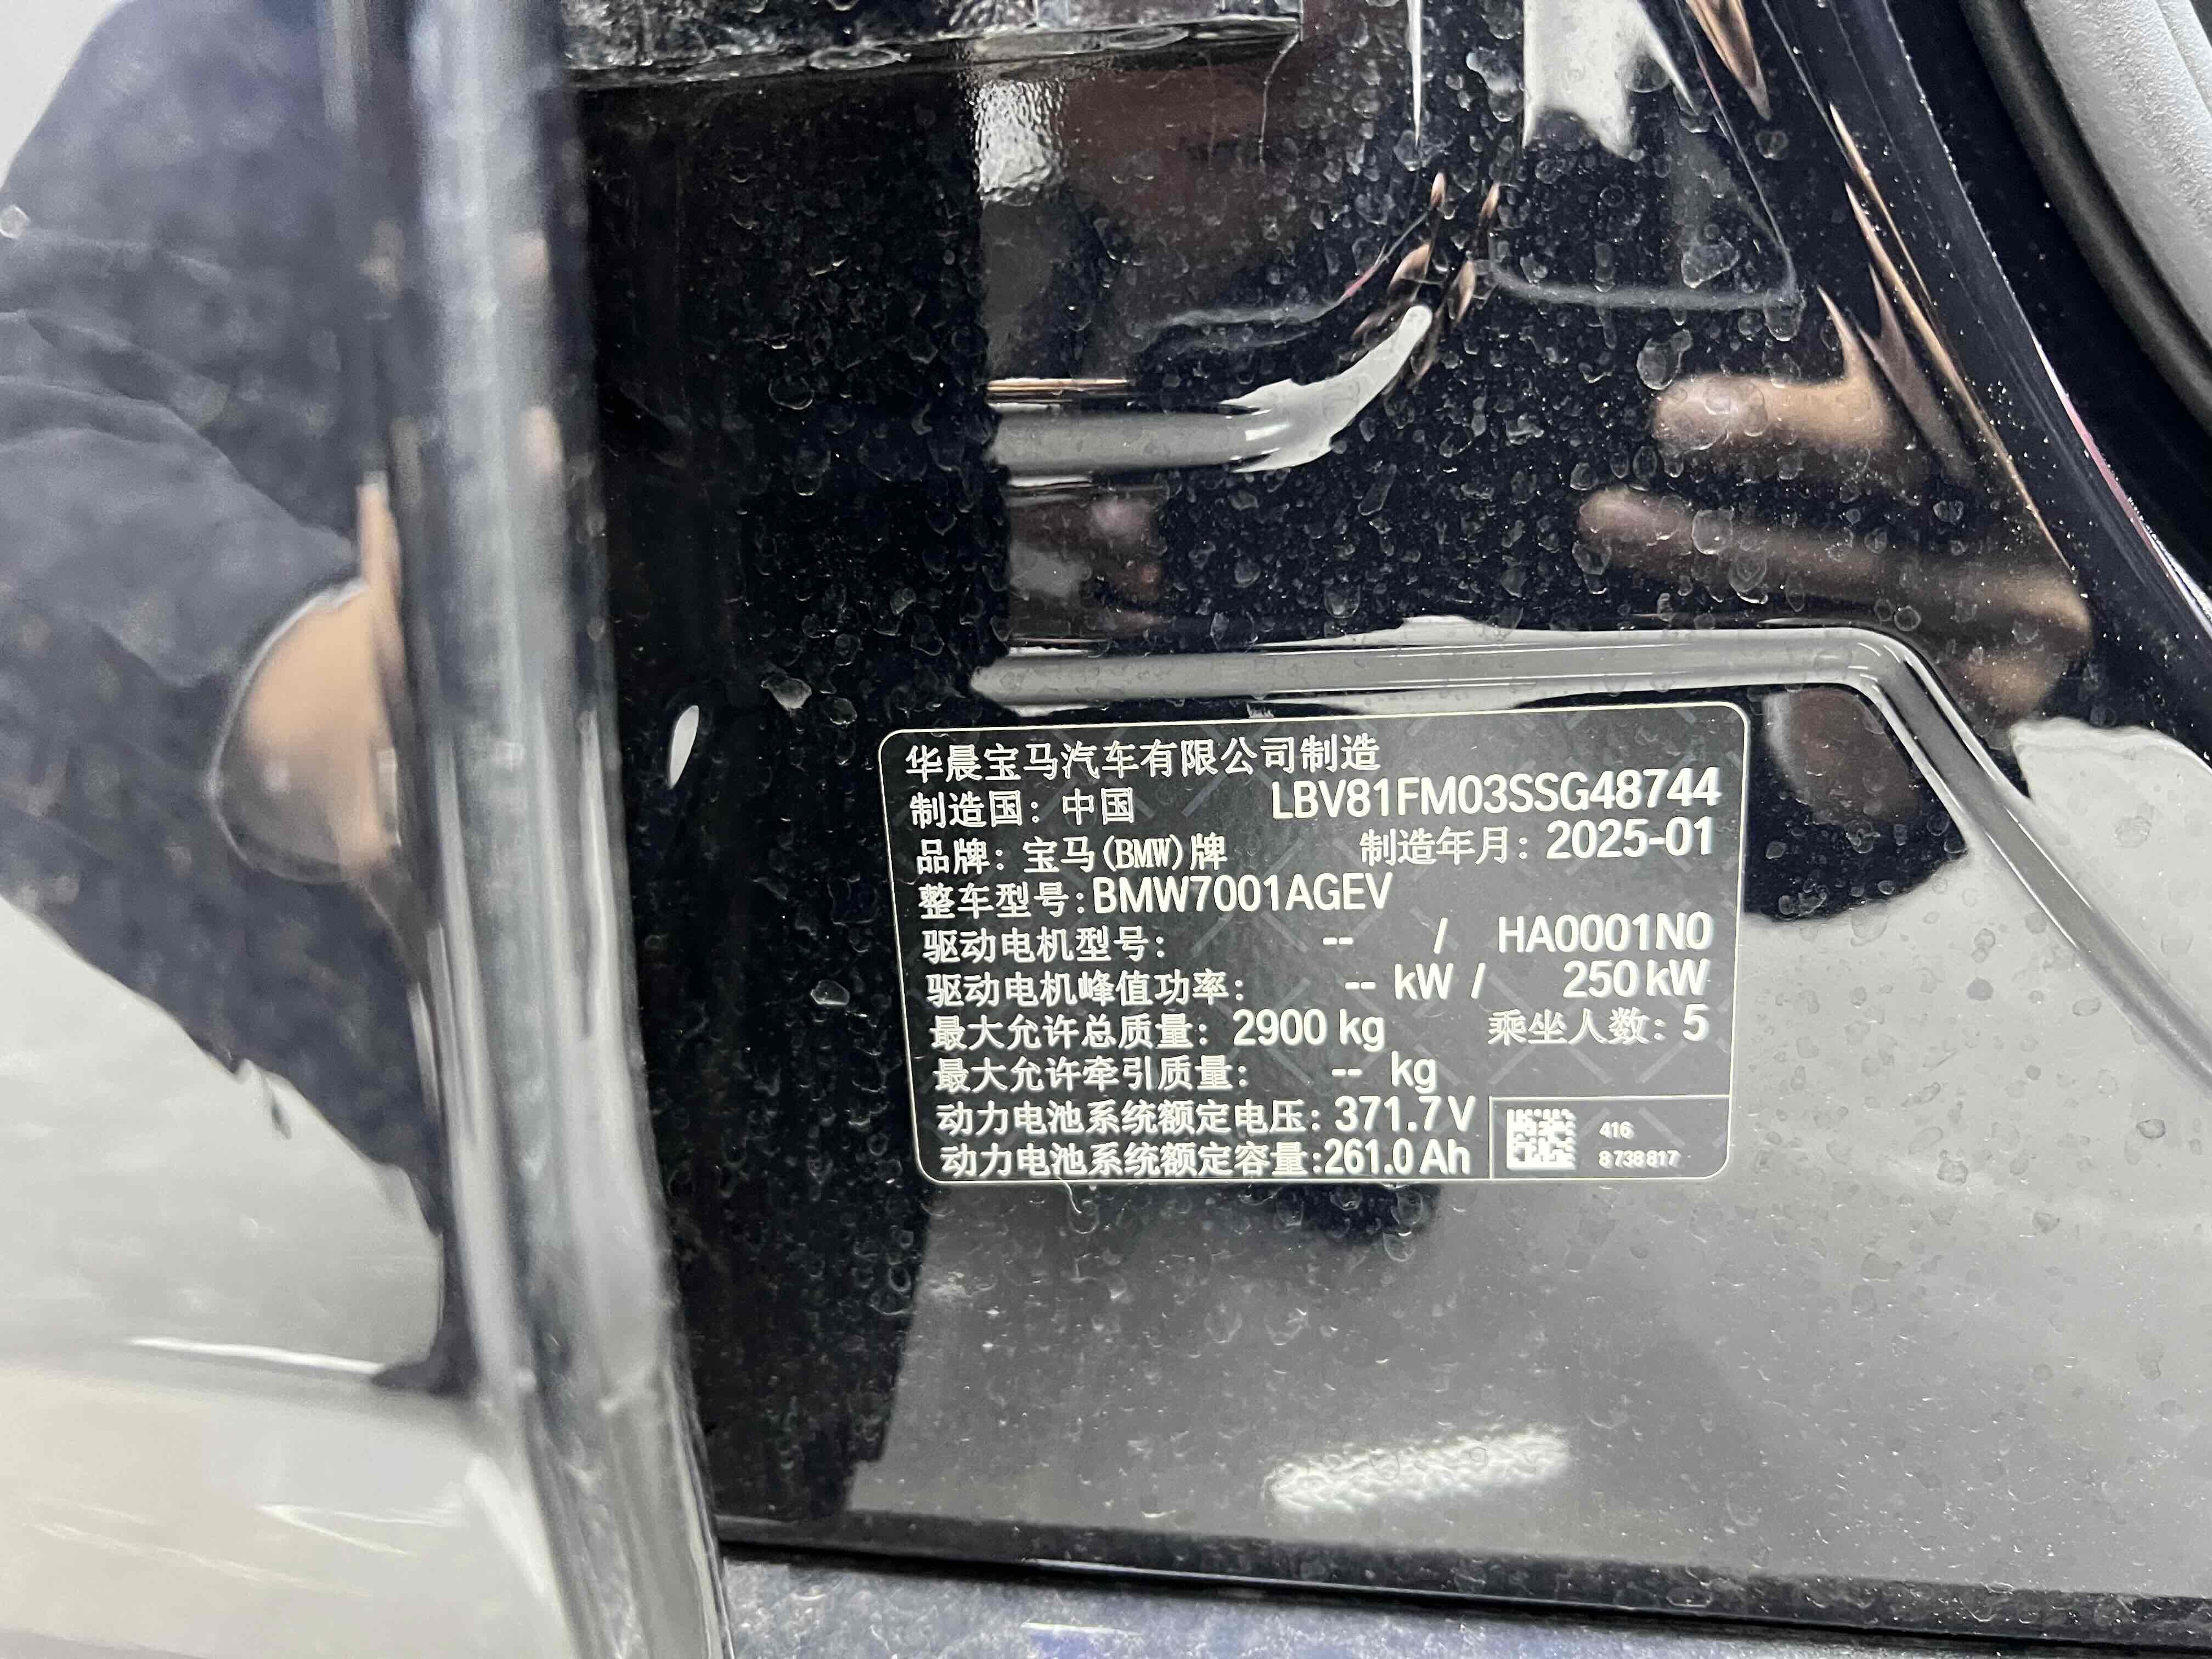 华晨宝马汽车有限公司制造
制造国：中国 LBV81FM03SSG48744
品牌：宝马(BMW)牌 制造年月：2025-01
整车型号:BMW7001AGEV
驱动电机型号： -- / HA0001N0
驱动电机峰值功率： -- kW / 250 kW
最大允许总质量：2900 kg 乘坐人数：5
最大允许牵引质量： -- kg
动力电池系统额定电压：371.7 V
动力电池系统额定容量:261.0 Ah
416
8 738 817